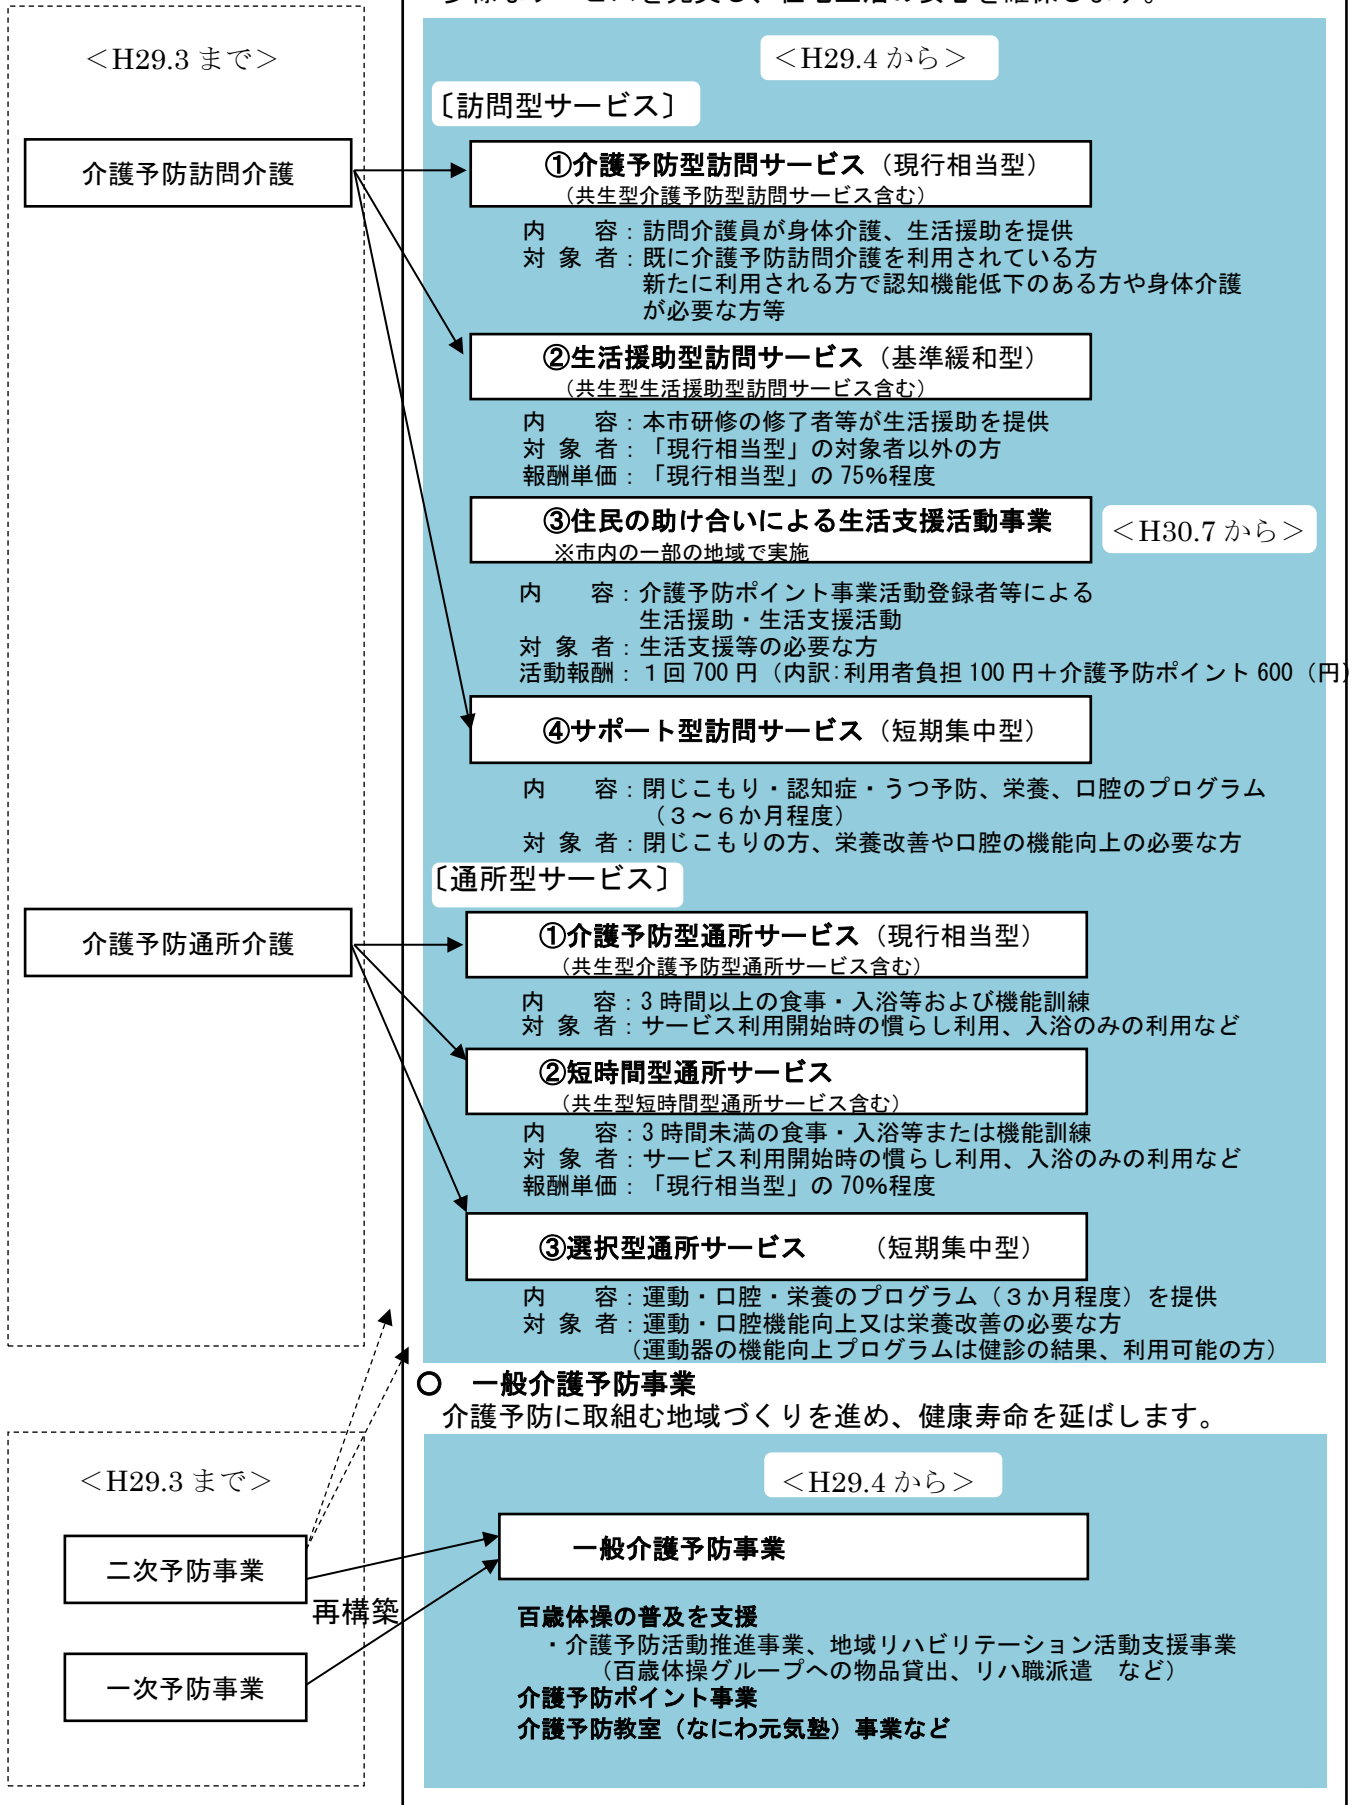 ＜H29.3 まで＞
＜H29.4 から＞
〔訪問型サービス〕
介護予防訪問介護
①介護予防型訪問サービス（現行相当型）
（共生型介護予防型訪問サービス含む）
内　　容：訪問介護員が身体介護、生活援助を提供
対 象 者：既に介護予防訪問介護を利用されている方
新たに利用される方で認知機能低下のある方や身体介護
が必要な方等
②生活援助型訪問サービス（基準緩和型）
（共生型生活援助型訪問サービス含む）
内　　容：本市研修の修了者等が生活援助を提供
対 象 者：「現行相当型」の対象者以外の方
報酬単価：「現行相当型」の 75%程度
③住民の助け合いによる生活支援活動事業
※市内の一部の地域で実施
＜H30.7 から＞
内　　容：介護予防ポイント事業活動登録者等による
生活援助・生活支援活動
対 象 者：生活支援等の必要な方
活動報酬：１回 700 円（内訳:利用者負担 100 円＋介護予防ポイント 600（円）
④サポート型訪問サービス（短期集中型）
内　　容：閉じこもり・認知症・うつ予防、栄養、口腔のプログラム
（３～６か月程度）
対 象 者：閉じこもりの方、栄養改善や口腔の機能向上の必要な方
〔通所型サービス〕
介護予防通所介護
①介護予防型通所サービス（現行相当型）
（共生型介護予防型通所サービス含む）
内　　容：3 時間以上の食事・入浴等および機能訓練
対 象 者：サービス利用開始時の慣らし利用、入浴のみの利用など
②短時間型通所サービス
（共生型短時間型通所サービス含む）
内　　容：3 時間未満の食事・入浴等または機能訓練
対 象 者：サービス利用開始時の慣らし利用、入浴のみの利用など
報酬単価：「現行相当型」の 70%程度
③選択型通所サービス　　（短期集中型）
内　　容：運動・口腔・栄養のプログラム（３か月程度）を提供
対 象 者：運動・口腔機能向上又は栄養改善の必要な方
（運動器の機能向上プログラムは健診の結果、利用可能の方）
○　一般介護予防事業
介護予防に取組む地域づくりを進め、健康寿命を延ばします。
＜H29.3 まで＞
＜H29.4 から＞
二次予防事業
一般介護予防事業
再構築
一次予防事業
百歳体操の普及を支援
・介護予防活動推進事業、地域リハビリテーション活動支援事業
（百歳体操グループへの物品貸出、リハ職派遣　など）
介護予防ポイント事業
介護予防教室（なにわ元気塾）事業など